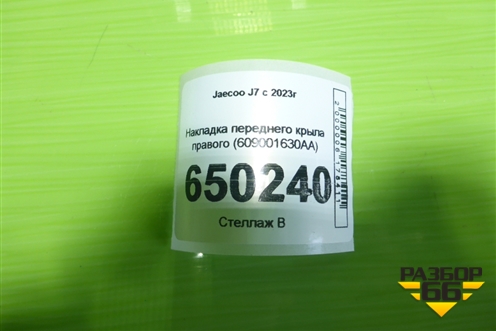 Jaecoo J7 с 2023г
Накладка переднего крыла
правого (609001630AA)
650240
Стеллаж В
РАЗБОР
66